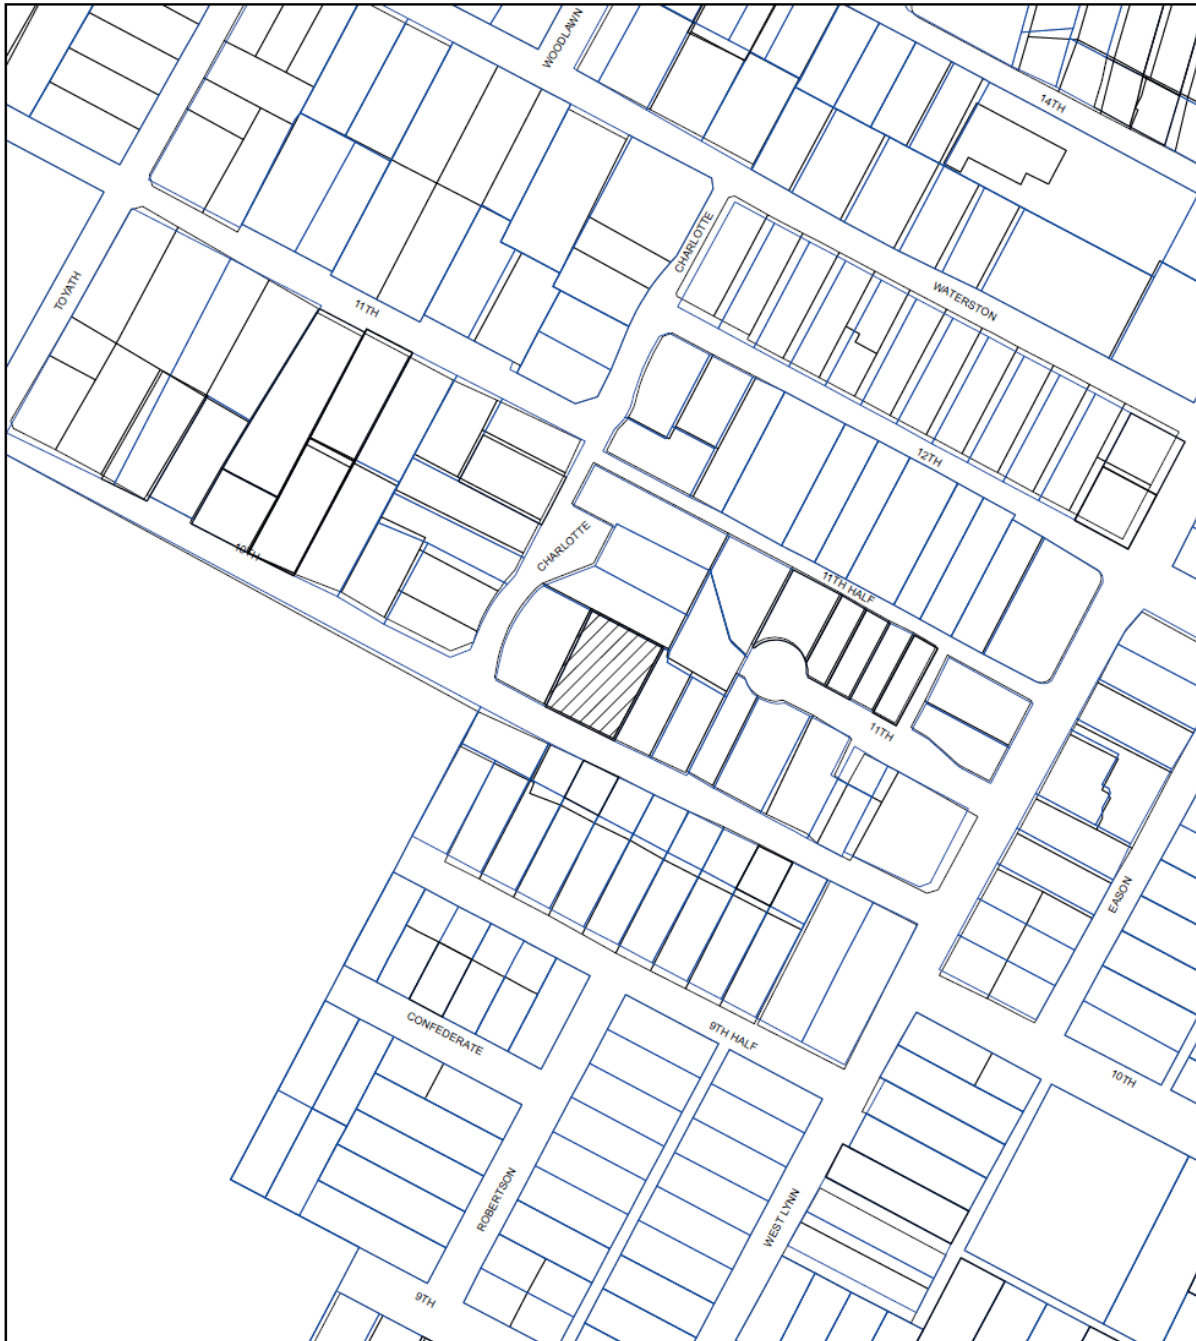 WOODLAWN
14TH
CHARLOTTE
TOYATH
WATERSTON
11TH
12TH
CHARLOTTE
10TH
11TH HALF
11TH
EASON
CONFEDERATE
9TH HALF
10TH
ROBERTSON
WEST LYNN
9TH